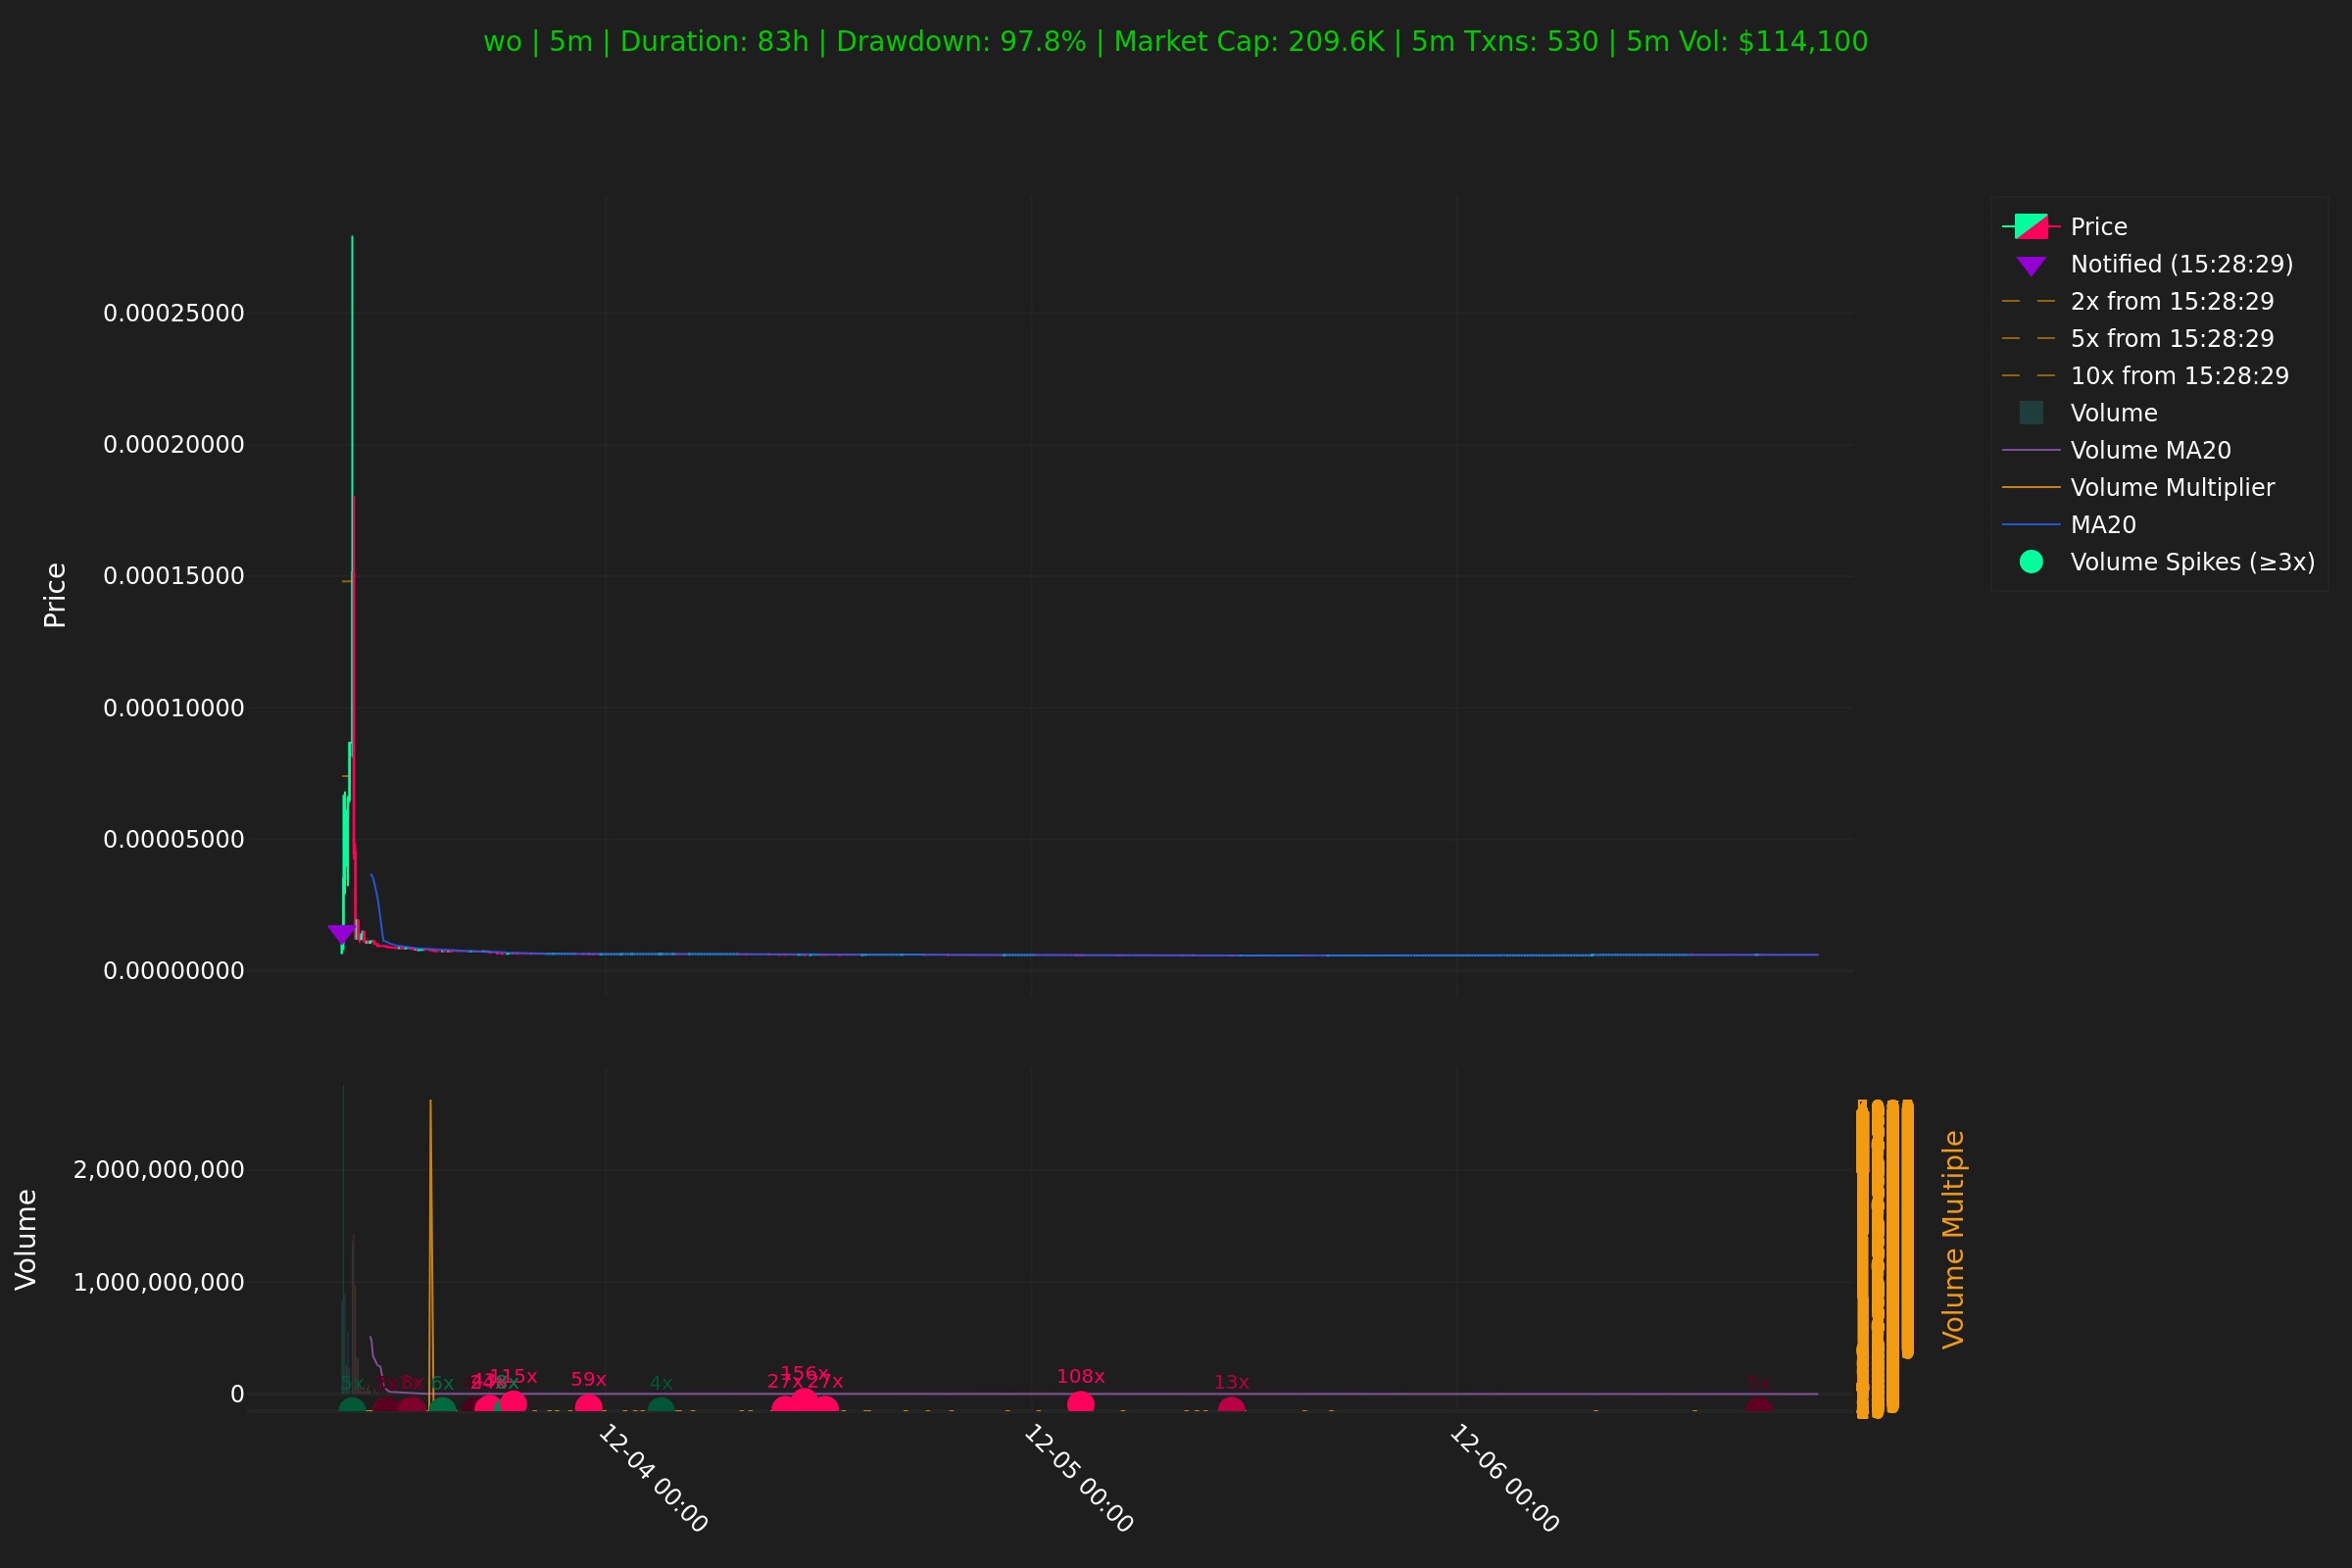 wo | 5m | Duration: 83h | Drawdown: 97.8% | Market Cap: 209.6K | 5m Txns: 530 | 5m Vol: $114,100
Price
0.00025000
0.00020000
0.00015000
0.00010000
0.00005000
0.00000000
Price
Notified (15:28:29)
2x from 15:28:29
5x from 15:28:29
10x from 15:28:29
Volume
Volume MA20
Volume Multiplier
MA20
Volume Spikes (≥3x)
Volume
2,000,000,000
1,000,000,000
0
5x
8x
6x
115x
59x
4x
27x
156x
27x
108x
13x
5x
Volume Multiple
12-04 00:00
12-05 00:00
12-06 00:00